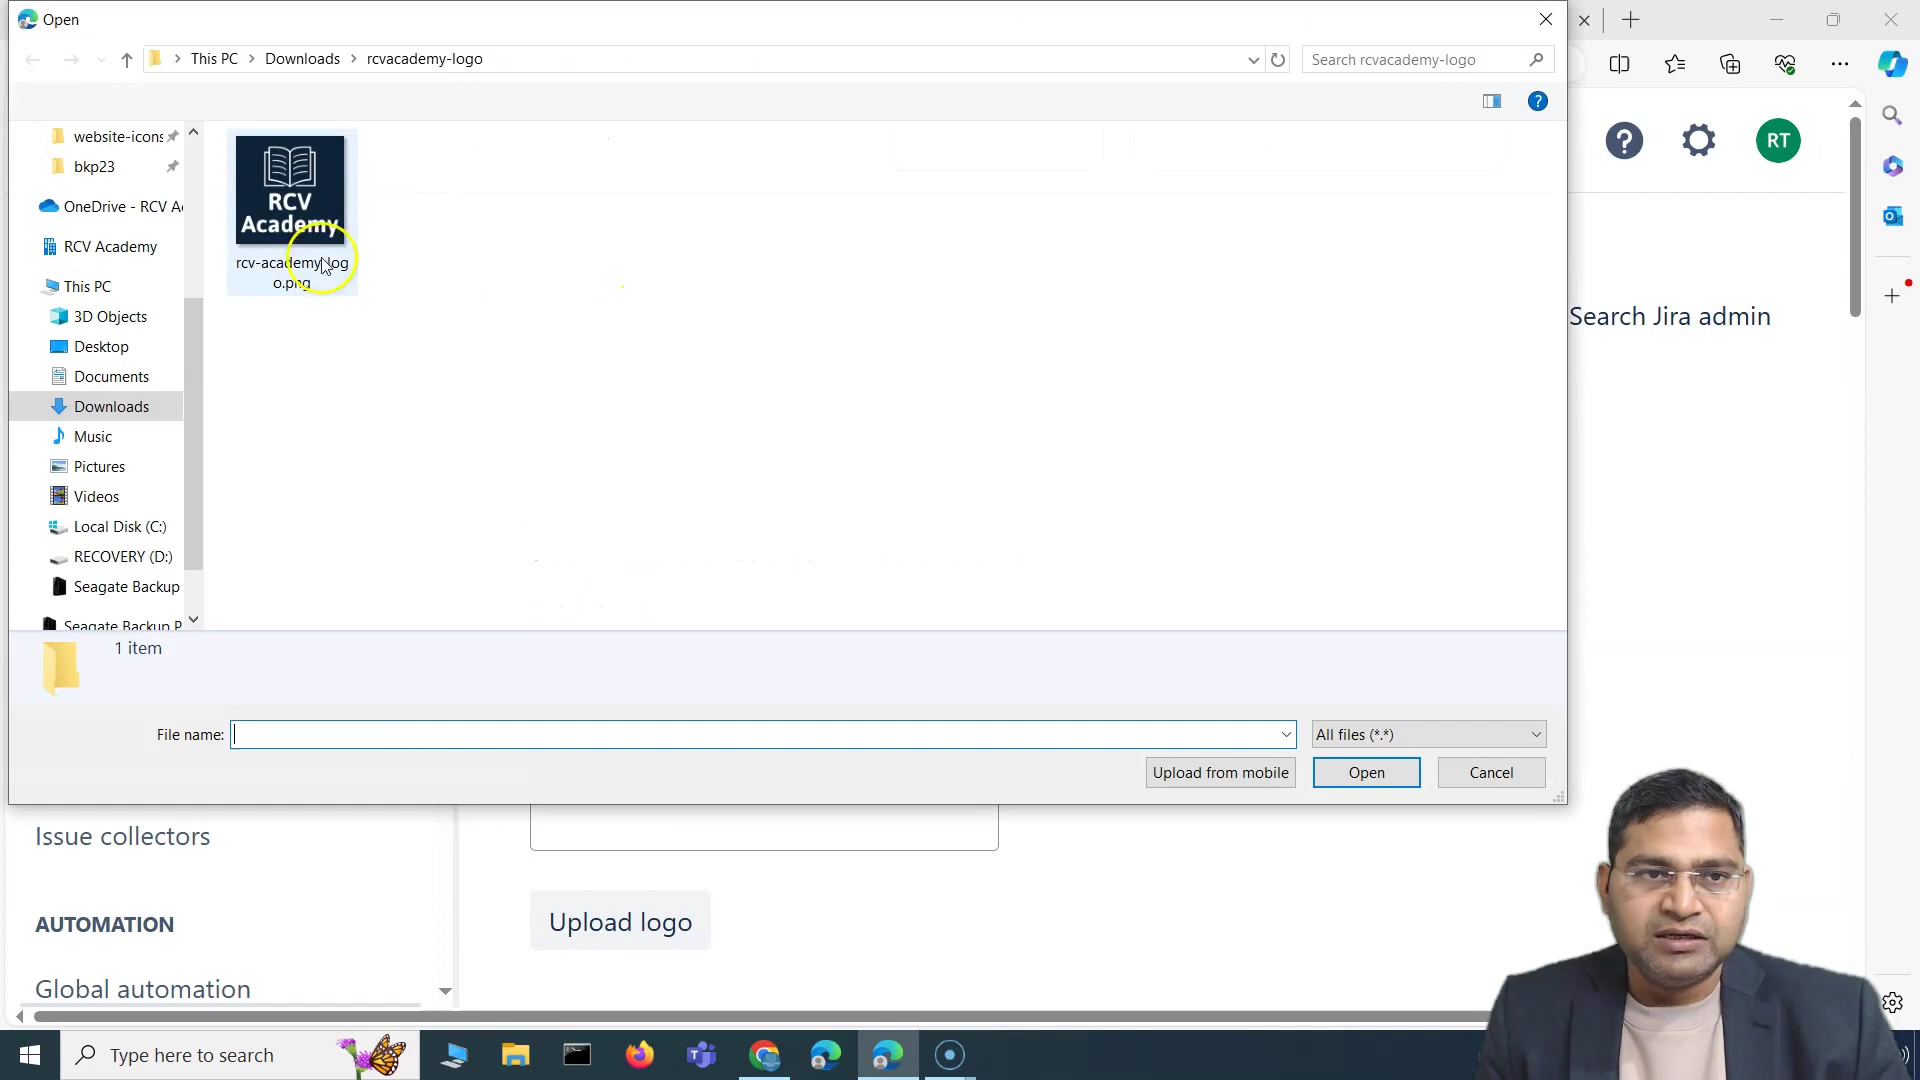 Open
This PC
Downloads
rcvacademy-logo
Search rcvacademy-logo
website-icons
bkp23
OneDrive - RCV A
RCV Academy
This PC
3D Objects
Desktop
Documents
Downloads
Music
Pictures
Videos
Local Disk (C:)
RECOVERY (D:)
Seagate Backup
Seagate Backup P
RCV
Academy
rcv-academy-log
o.png
RT
Search Jira admin
1 item
File name:
All files (*.*)
Upload from mobile
Open
Cancel
Issue collectors
AUTOMATION
Global automation
Upload logo
Type here to search